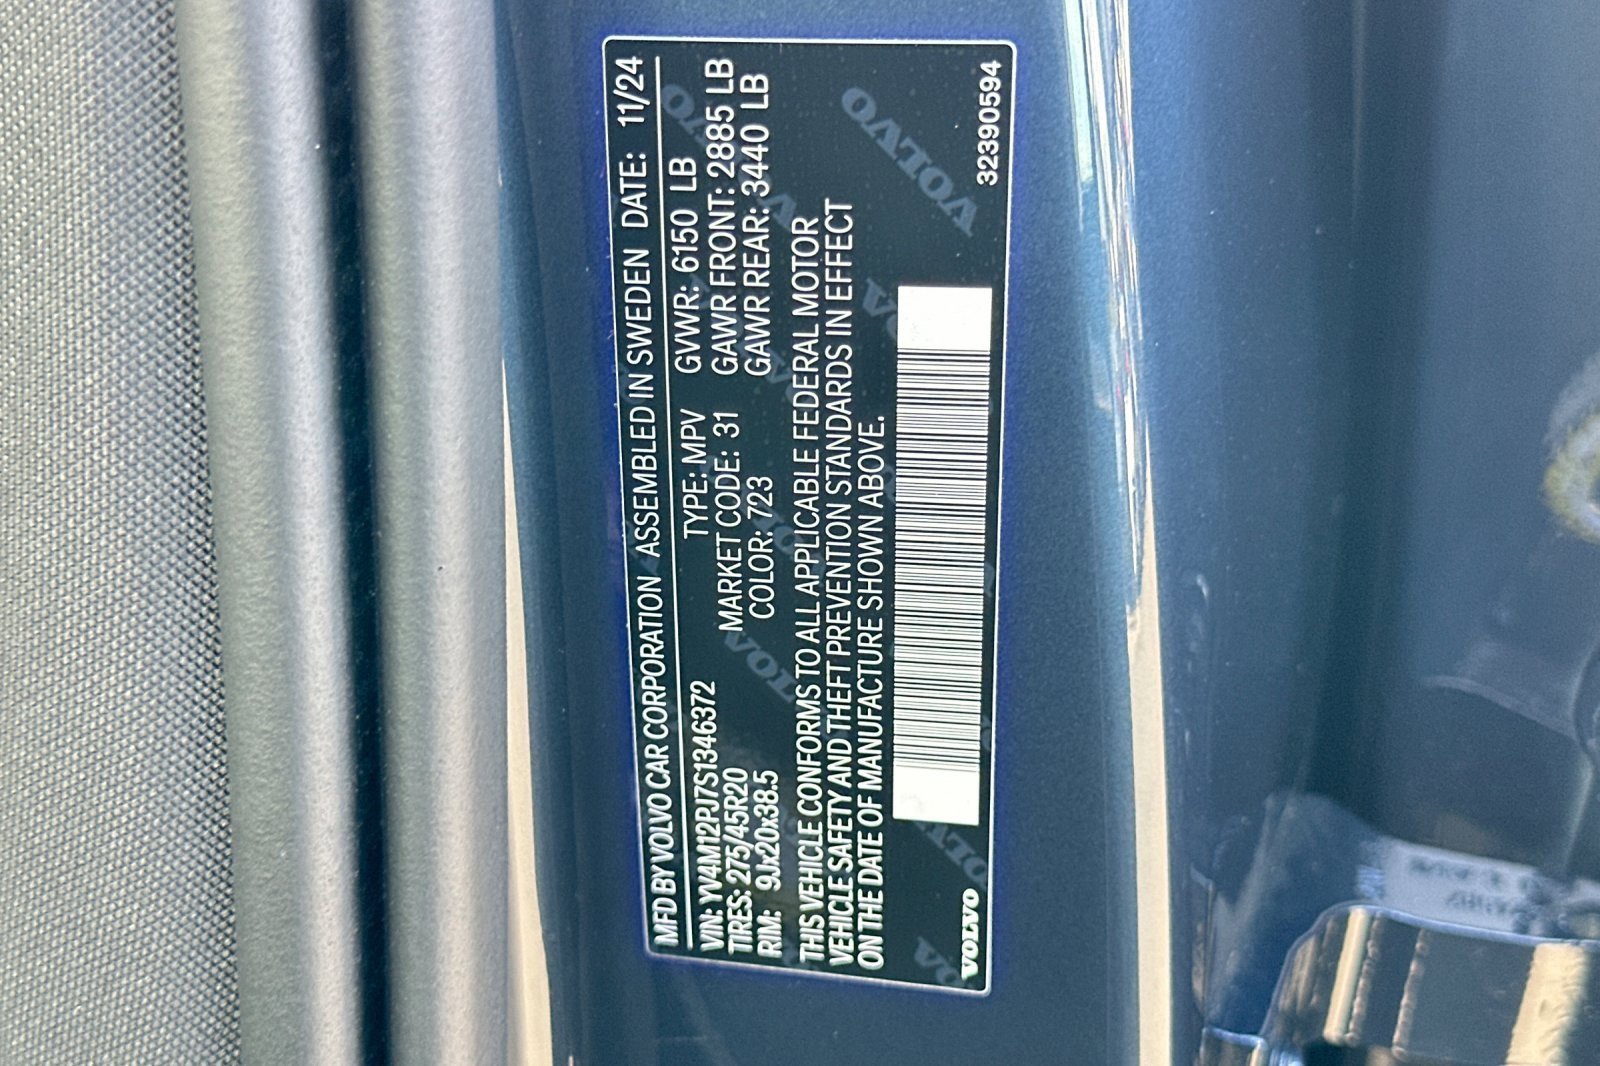 MFD BY VOLVO CAR CORPORATION ASSEMBLED IN SWEDEN DATE: 11/24
VIN: YV4M12PJ7S1346372 TYPE: MPV GVWR: 6150 LB
TIRES: 275/45R20 MARKET CODE: 31 GAWR FRONT: 2885 LB
RIM: 9Jx20x38.5 COLOR: 723 GAWR REAR: 3440 LB
THIS VEHICLE CONFORMS TO ALL APPLICABLE FEDERAL MOTOR
VEHICLE SAFETY AND THEFT PREVENTION STANDARDS IN EFFECT
ON THE DATE OF MANUFACTURE SHOWN ABOVE.
VOLVO 32390594